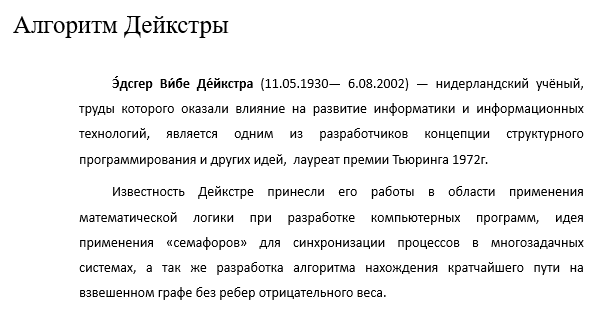 Алгоритм Дейкстры
Э́дсгер Ви́бе Де́йкстра (11.05.1930— 6.08.2002) — нидерландский учёный,
труды которого оказали влияние на развитие информатики и информационных
технологий, является одним из разработчиков концепции структурного
программирования и других идей, лауреат премии Тьюринга 1972г.
Известность Дейкстре принесли его работы в области применения
математической логики при разработке компьютерных программ, идея
применения «семафоров» для синхронизации процессов в многозадачных
системах, а так же разработка алгоритма нахождения кратчайшего пути на
взвешенном графе без ребер отрицательного веса.